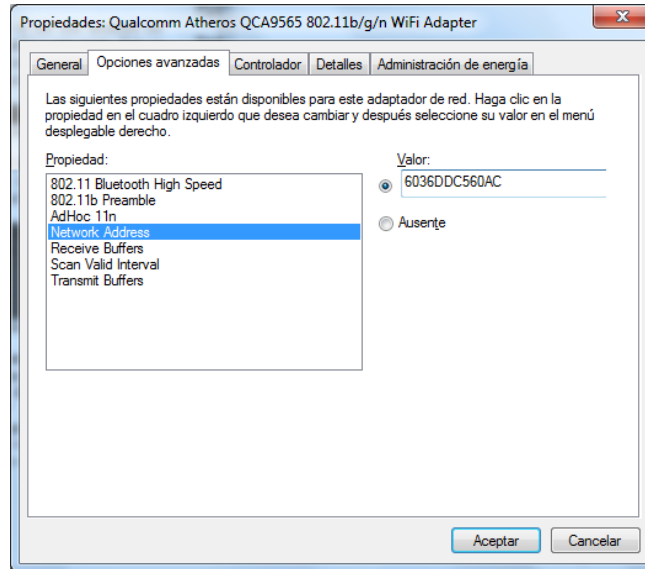 Propiedades: Qualcomm Atheros QCA9565 802.11b/g/n WiFi Adapter
General Opciones avanzadas Controlador Detalles Administración de energía
Las siguientes propiedades están disponibles para este adaptador de red. Haga clic en la
propiedad en el cuadro izquierdo que desea cambiar y después seleccione su valor en el menú
desplegable derecho.
Propiedad:
802.11 Bluetooth High Speed
802.11b Preamble
AdHoc 11n
Network Address
Receive Buffers
Scan Valid Interval
Transmit Buffers
Valor:
6036DDC560AC
Ausente
Aceptar Cancelar